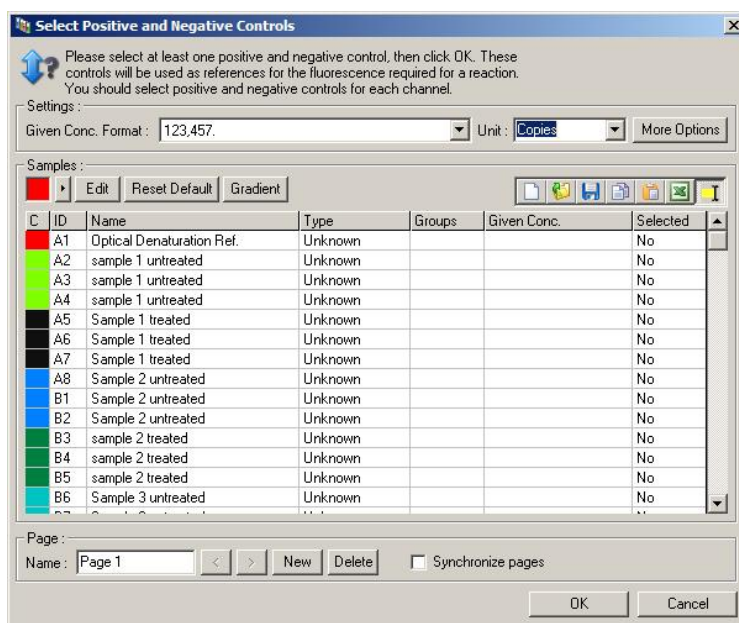 Select Positive and Negative Controls
Please select at least one positive and negative control, then click OK. These
controls will be used as references for the fluorescence required for a reaction.
You should select positive and negative controls for each channel.
Settings :
Given Conc. Format : 123,457. Unit : Copies More Options
Samples :
Edit Reset Default Gradient
C ID Name Type Groups Given Conc. Selected
A1 Optical Denaturation Ref. Unknown No
A2 sample 1 untreated Unknown No
A3 sample 1 untreated Unknown No
A4 sample 1 untreated Unknown No
A5 Sample 1 treated Unknown No
A6 Sample 1 treated Unknown No
A7 Sample 1 treated Unknown No
A8 Sample 2 untreated Unknown No
B1 Sample 2 untreated Unknown No
B2 Sample 2 untreated Unknown No
B3 sample 2 treated Unknown No
B4 sample 2 treated Unknown No
B5 sample 2 treated Unknown No
B6 Sample 3 untreated Unknown No
Page :
Name : Page 1 < > New Delete Synchronize pages
OK Cancel